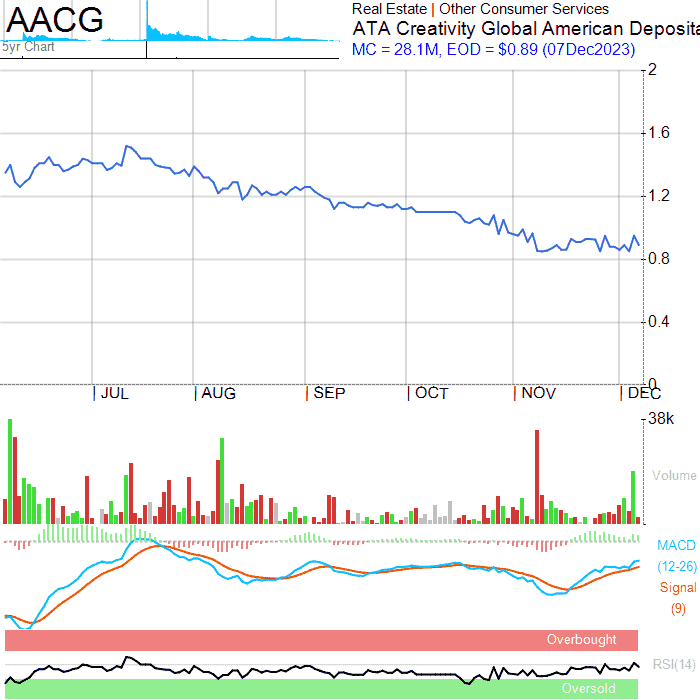 AACG
5yr Chart
Real Estate | Other Consumer Services
ATA Creativity Global American Deposita
MC = 28.1M, EOD = $0.89 (07Dec2023)
2
1.6
1.2
0.8
0.4
0
JUL AUG SEP OCT NOV DEC
38k
Volume
MACD
(12-26)
Signal
(9)
Overbought
RSI(14)
Oversold